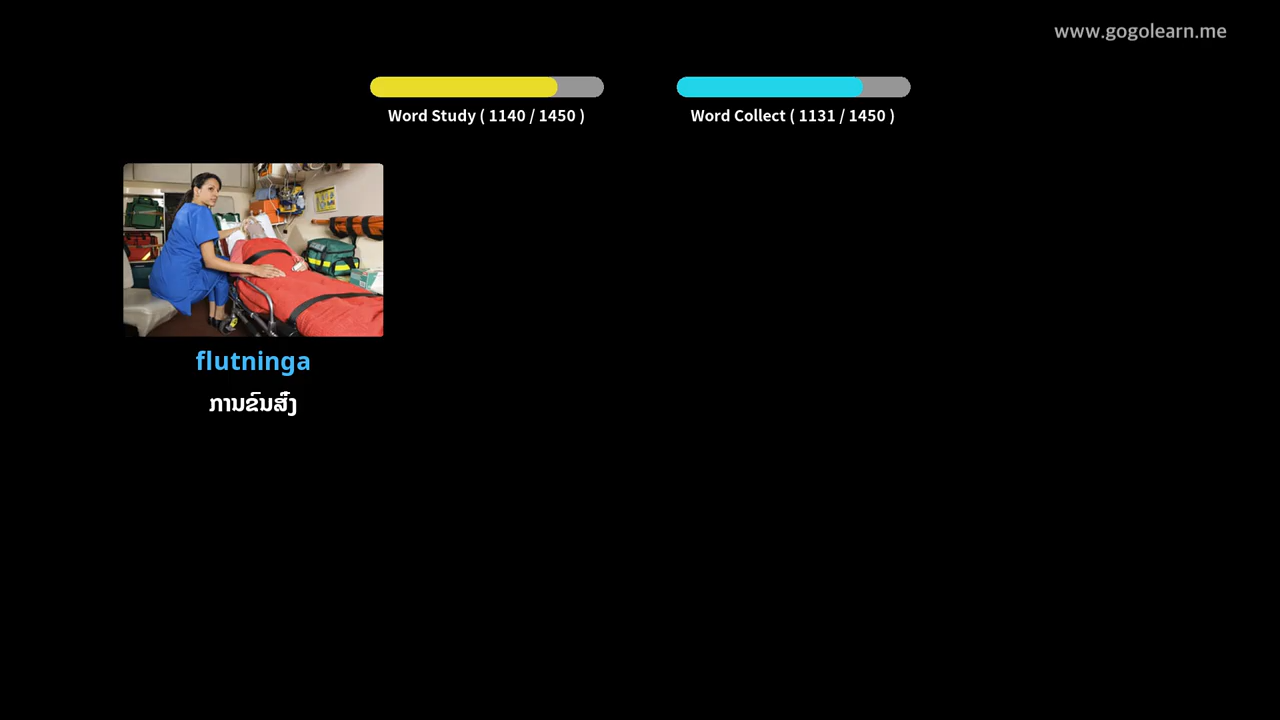 www.gogolearn.me
Word Study ( 1140 / 1450 )
Word Collect ( 1131 / 1450 )
flutninga
ການຂົນສົ່ງ